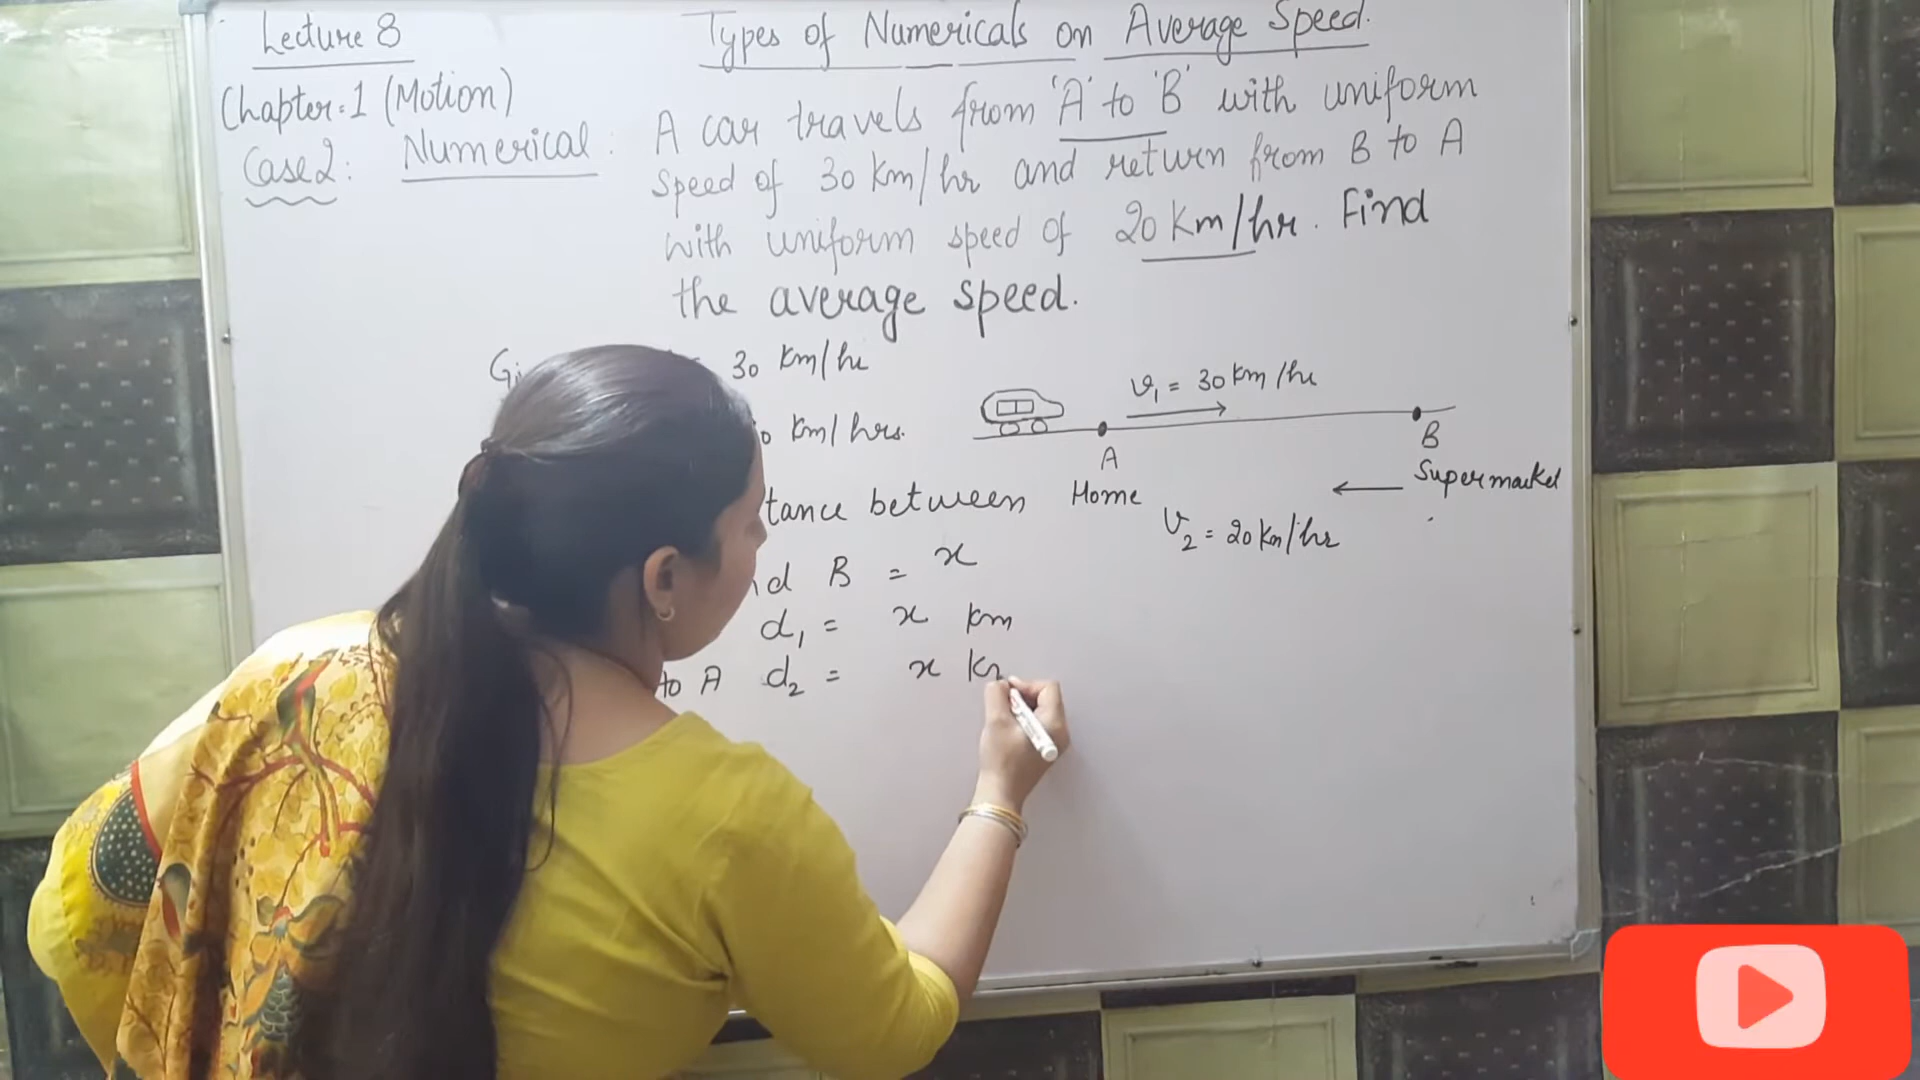 Lecture 8
Types of Numericals on Average Speed.
Chapter-1 (Motion)
Case 2: Numerical: A car travels from 'A' to 'B' with uniform
speed of 30 km/hr and return from B to A
with uniform speed of 20 km/hr. Find
the average speed.
30 km/hr
km/hrs.
v₁ = 30 km/hr
A
B
Home
Supermarket
v₂ = 20 km/hr
between
B = x
d₁ = x km
to A d₂ = x